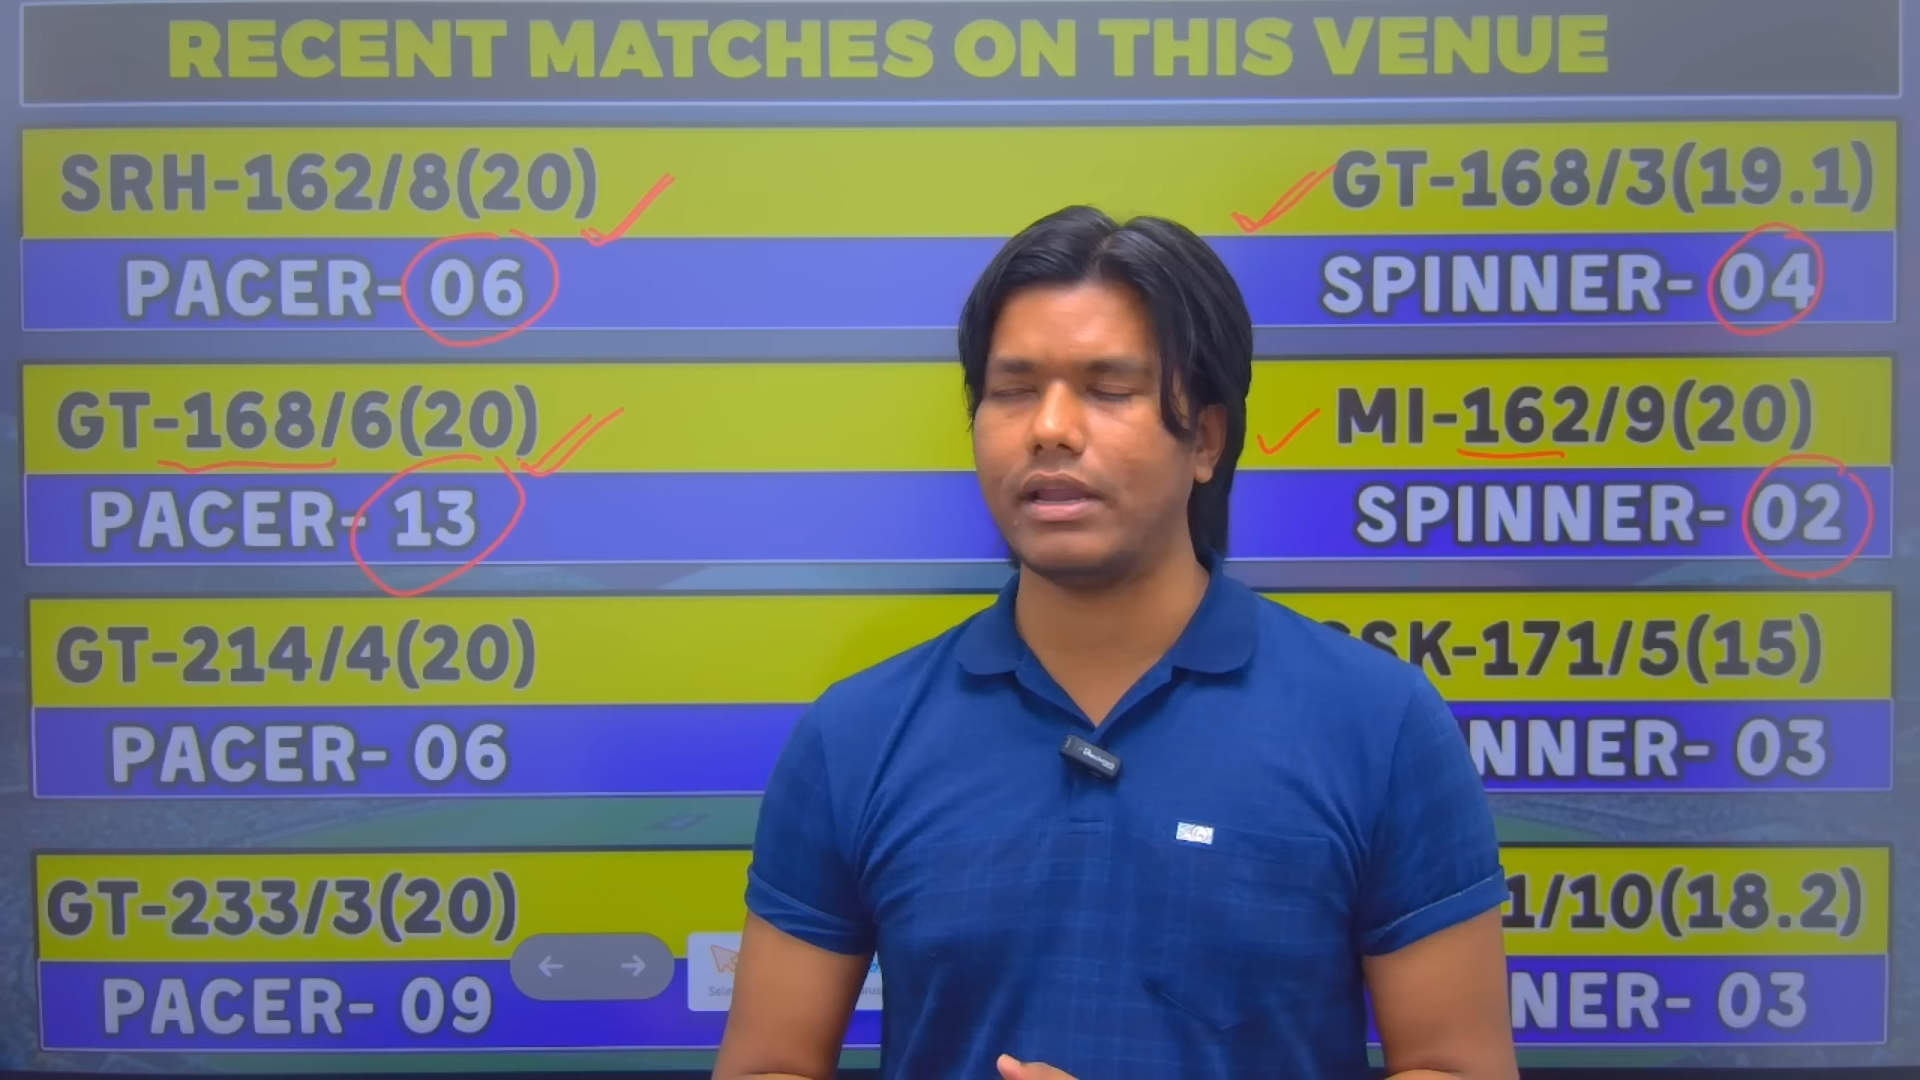 RECENT MATCHES ON THIS VENUE
SRH-162/8(20) GT-168/3(19.1)
PACER- 06 SPINNER- 04
GT-168/6(20) MI-162/9(20)
PACER- 13 SPINNER- 02
GT-214/4(20) SK-171/5(15)
PACER- 06 NNER- 03
GT-233/3(20) 1/10(18.2)
PACER- 09 NER- 03